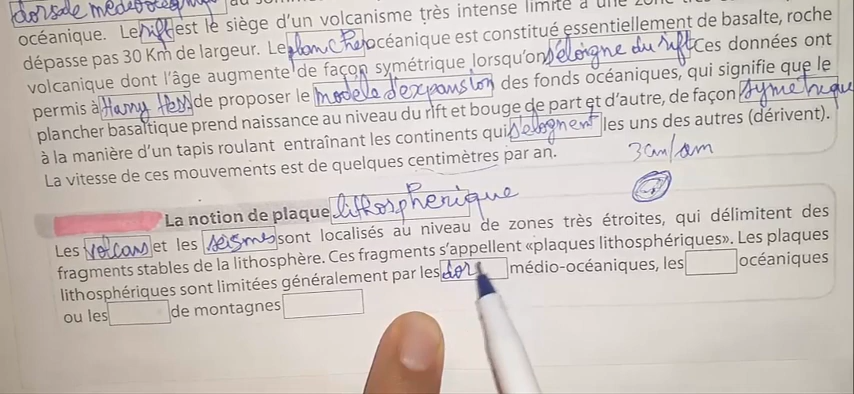 dorsale
océanique. Le rift est le siège d'un volcanisme très intense limité à une zone
dépasse pas 30 Km de largeur. Le plancher océanique est constitué essentiellement de basalte, roche
volcanique dont l'âge augmente de façon symétrique lorsqu'on s'éloigne du rift Ces données ont
permis à Harry Hess de proposer le modèle d'expansion des fonds océaniques, qui signifie que le
plancher basaltique prend naissance au niveau du rift et bouge de part et d'autre, de façon symetrique
à la manière d'un tapis roulant entraînant les continents qui s'elognent les uns des autres (dérivent).
La vitesse de ces mouvements est de quelques centimètres par an. 3cm/am
La notion de plaque lithospherique
Les volcans et les séismes sont localisés au niveau de zones très étroites, qui délimitent des
fragments stables de la lithosphère. Ces fragments s'appellent «plaques lithosphériques». Les plaques
lithosphériques sont limitées généralement par les dor médio-océaniques, les océaniques
ou les de montagnes